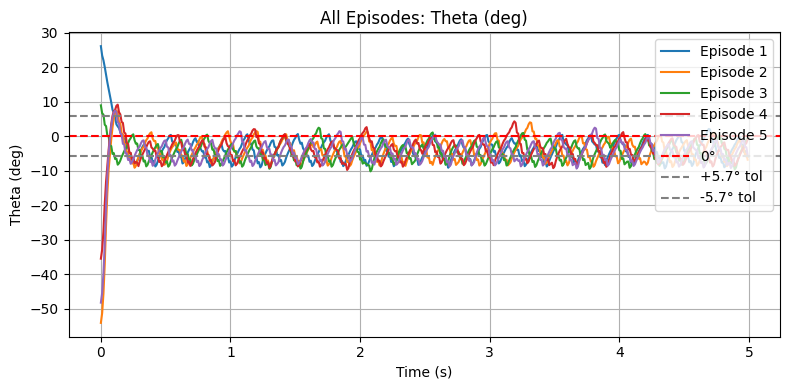 All Episodes: Theta (deg)
Theta (deg)
30
20
10
0
−10
−20
−30
−40
−50
Episode 1
Episode 2
Episode 3
Episode 4
Episode 5
0°
+5.7° tol
-5.7° tol
0
1
2
3
4
5
Time (s)